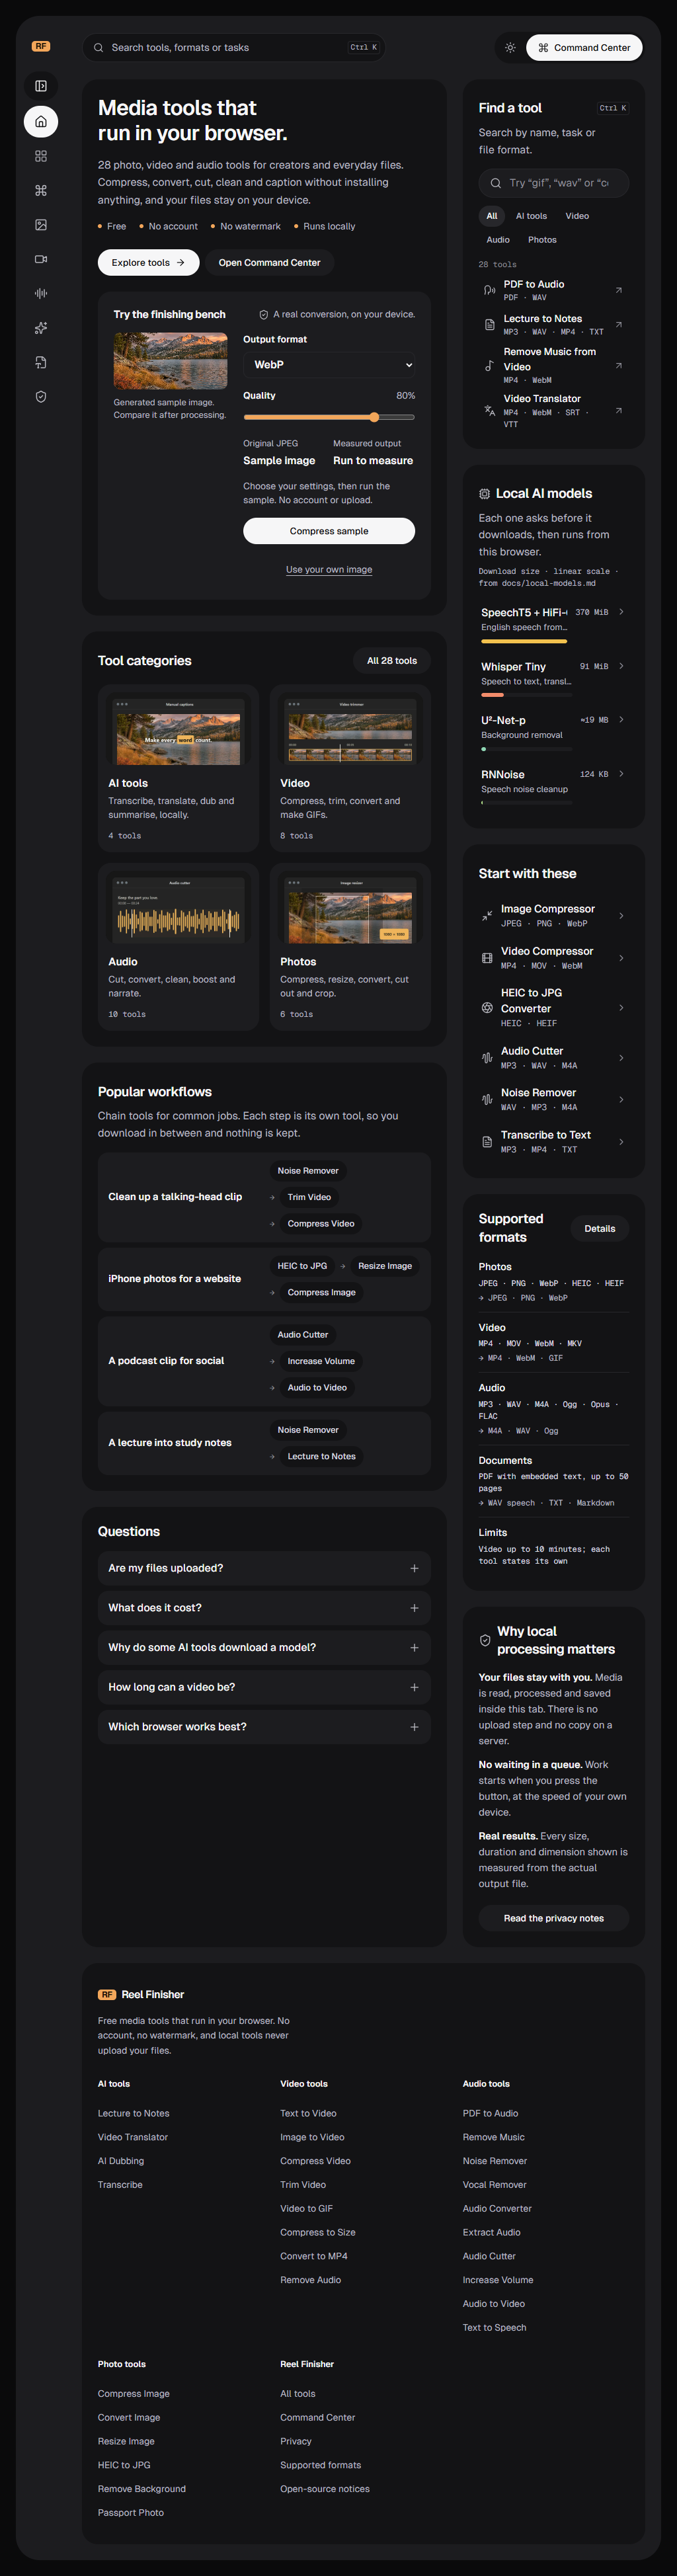 RF
Search tools, formats or tasks
Ctrl K
Command Center
Media tools that
run in your browser.
28 photo, video and audio tools for creators and everyday files.
Compress, convert, cut, clean and caption without installing
anything, and your files stay on your device.
Free
No account
No watermark
Runs locally
Explore tools →
Open Command Center
Try the finishing bench
A real conversion, on your device.
Generated sample image.
Compare it after processing.
Output format
WebP
Quality
80%
Original JPEG
Sample image
Measured output
Run to measure
Choose your settings, then run the
sample. No account or upload.
Compress sample
Use your own image
Tool categories
All 28 tools
Manual captions
Make every word count.
AI tools
Transcribe, translate, dub and
summarise, locally.
4 tools
Video trimmer
Video
Compress, trim, convert and
make GIFs.
8 tools
Audio cutter
Keep the part you love.
Audio
Cut, convert, clean, boost and
narrate.
10 tools
Image resizer
1080 × 1080
Photos
Compress, resize, convert, cut
out and crop.
6 tools
Popular workflows
Chain tools for common jobs. Each step is its own tool, so you
download in between and nothing is kept.
Clean up a talking-head clip
Noise Remover
→ Trim Video
→ Compress Video
iPhone photos for a website
HEIC to JPG → Resize Image
→ Compress Image
A podcast clip for social
Audio Cutter
→ Increase Volume
→ Audio to Video
A lecture into study notes
Noise Remover
→ Lecture to Notes
Questions
Are my files uploaded?
What does it cost?
Why do some AI tools download a model?
How long can a video be?
Which browser works best?
Find a tool
Ctrl K
Search by name, task or
file format.
Try “gif”, “wav” or
All
AI tools
Video
Audio
Photos
28 tools
PDF to Audio
PDF · WAV
Lecture to Notes
MP3 · WAV · MP4 · TXT
Remove Music from
Video
MP4 · WebM
Video Translator
MP4 · WebM · SRT ·
VTT
Local AI models
Each one asks before it
downloads, then runs from
this browser.
Download size · linear scale ·
from docs/local-models.md
SpeechT5 + HiFi-
370 MiB
English speech from…
Whisper Tiny
91 MiB
Speech to text, transl…
U²-Net-p
≈19 MB
Background removal
RNNoise
124 KB
Speech noise cleanup
Start with these
Image Compressor
JPEG · PNG · WebP
Video Compressor
MP4 · MOV · WebM
HEIC to JPG
Converter
HEIC · HEIF
Audio Cutter
MP3 · WAV · M4A
Noise Remover
WAV · MP3 · M4A
Transcribe to Text
MP3 · MP4 · TXT
Supported
formats
Details
Photos
JPEG · PNG · WebP · HEIC · HEIF
→ JPEG · PNG · WebP
Video
MP4 · MOV · WebM · MKV
→ MP4 · WebM · GIF
Audio
MP3 · WAV · M4A · Ogg · Opus ·
FLAC
→ M4A · WAV · Ogg
Documents
PDF with embedded text, up to 50
pages
→ WAV speech · TXT · Markdown
Limits
Video up to 10 minutes; each
tool states its own
Why local
processing matters
Your files stay with you. Media
is read, processed and saved
inside this tab. There is no
upload step and no copy on a
server.
No waiting in a queue. Work
starts when you press the
button, at the speed of your own
device.
Real results. Every size,
duration and dimension shown is
measured from the actual
output file.
Read the privacy notes
RF Reel Finisher
Free media tools that run in your browser. No
account, no watermark, and local tools never
upload your files.
AI tools
Lecture to Notes
Video Translator
AI Dubbing
Transcribe
Video tools
Text to Video
Image to Video
Compress Video
Trim Video
Video to GIF
Compress to Size
Convert to MP4
Remove Audio
Audio tools
PDF to Audio
Remove Music
Noise Remover
Vocal Remover
Audio Converter
Extract Audio
Audio Cutter
Increase Volume
Audio to Video
Text to Speech
Photo tools
Compress Image
Convert Image
Resize Image
HEIC to JPG
Remove Background
Passport Photo
Reel Finisher
All tools
Command Center
Privacy
Supported formats
Open-source notices